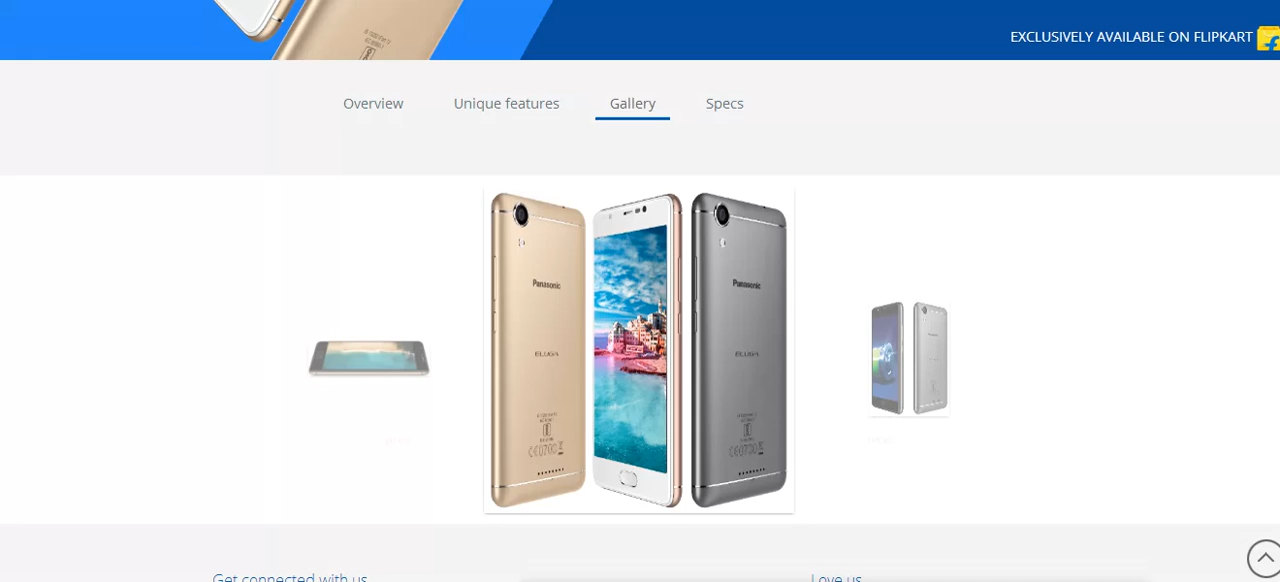 EXCLUSIVELY AVAILABLE ON FLIPKART
Overview
Unique features
Gallery
Specs
Panasonic
ELUGA
Panasonic
ELUGA
Get connected with us
Love us